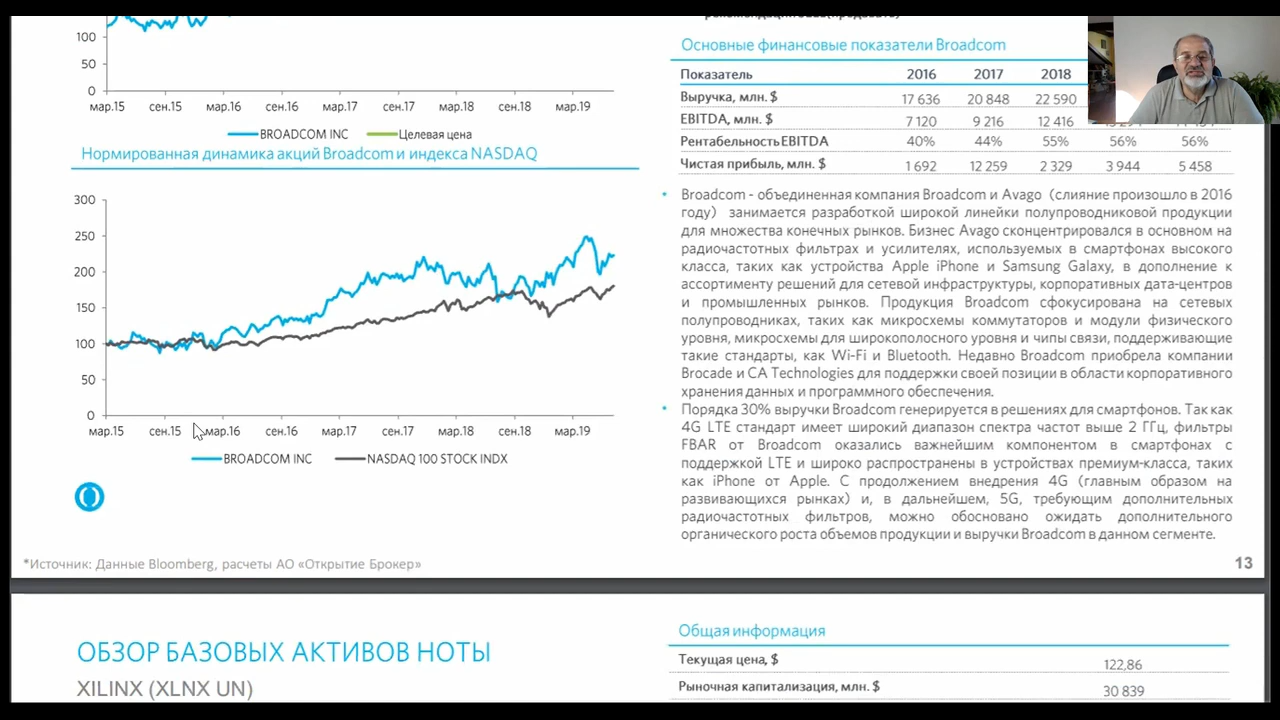 100
50
0
мар.15 сен.15 мар.16 сен.16 мар.17 сен.17 мар.18 сен.18 мар.19
BROADCOM INC Целевая цена
Нормированная динамика акций Broadcom и индекса NASDAQ
300
250
200
150
100
50
0
мар.15 сен.15 мар.16 сен.16 мар.17 сен.17 мар.18 сен.18 мар.19
BROADCOM INC NASDAQ 100 STOCK INDX
Основные финансовые показатели Broadcom
Показатель 2016 2017 2018
Выручка, млн. $ 17 636 20 848 22 590
EBITDA, млн. $ 7 120 9 216 12 416
Рентабельность EBITDA 40% 44% 55% 56% 56%
Чистая прибыль, млн. $ 1 692 12 259 2 329 3 944 5 458
• Broadcom - объединенная компания Broadcom и Avago (слияние произошло в 2016
году) занимается разработкой широкой линейки полупроводниковой продукции
для множества конечных рынков. Бизнес Avago сконцентрировался в основном на
радиочастотных фильтрах и усилителях, используемых в смартфонах высокого
класса, таких как устройства Apple iPhone и Samsung Galaxy, в дополнение к
ассортименту решений для сетевой инфраструктуры, корпоративных дата-центров
и промышленных рынков. Продукция Broadcom сфокусирована на сетевых
полупроводниках, таких как микросхемы коммутаторов и модули физического
уровня, микросхемы для широкополосного уровня и чипы связи, поддерживающие
такие стандарты, как Wi-Fi и Bluetooth. Недавно Broadcom приобрела компании
Brocade и CA Technologies для поддержки своей позиции в области корпоративного
хранения данных и программного обеспечения.
• Порядка 30% выручки Broadcom генерируется в решениях для смартфонов. Так как
4G LTE стандарт имеет широкий диапазон спектра частот выше 2 ГГц, фильтры
FBAR от Broadcom оказались важнейшим компонентом в смартфонах с
поддержкой LTE и широко распространены в устройствах премиум-класса, таких
как iPhone от Apple. С продолжением внедрения 4G (главным образом на
развивающихся рынках) и, в дальнейшем, 5G, требующим дополнительных
радиочастотных фильтров, можно обосновано ожидать дополнительного
органического роста объемов продукции и выручки Broadcom в данном сегменте.
*Источник: Данные Bloomberg, расчеты АО «Открытие Брокер»
13
ОБЗОР БАЗОВЫХ АКТИВОВ НОТЫ
XILINX (XLNX UN)
Общая информация
Текущая цена, $ 122,86
Рыночная капитализация, млн. $ 30 839